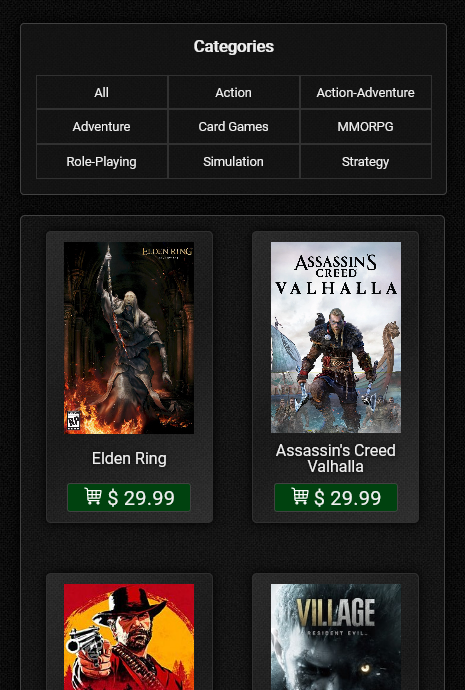 Categories
All
Action
Action-Adventure
Adventure
Card Games
MMORPG
Role-Playing
Simulation
Strategy
ELDEN RING
RP
ASSASSIN'S
CREED
VALHALLA
Elden Ring
Assassin's Creed
Valhalla
$ 29.99
$ 29.99
VILLAGE
RESIDENT EVIL